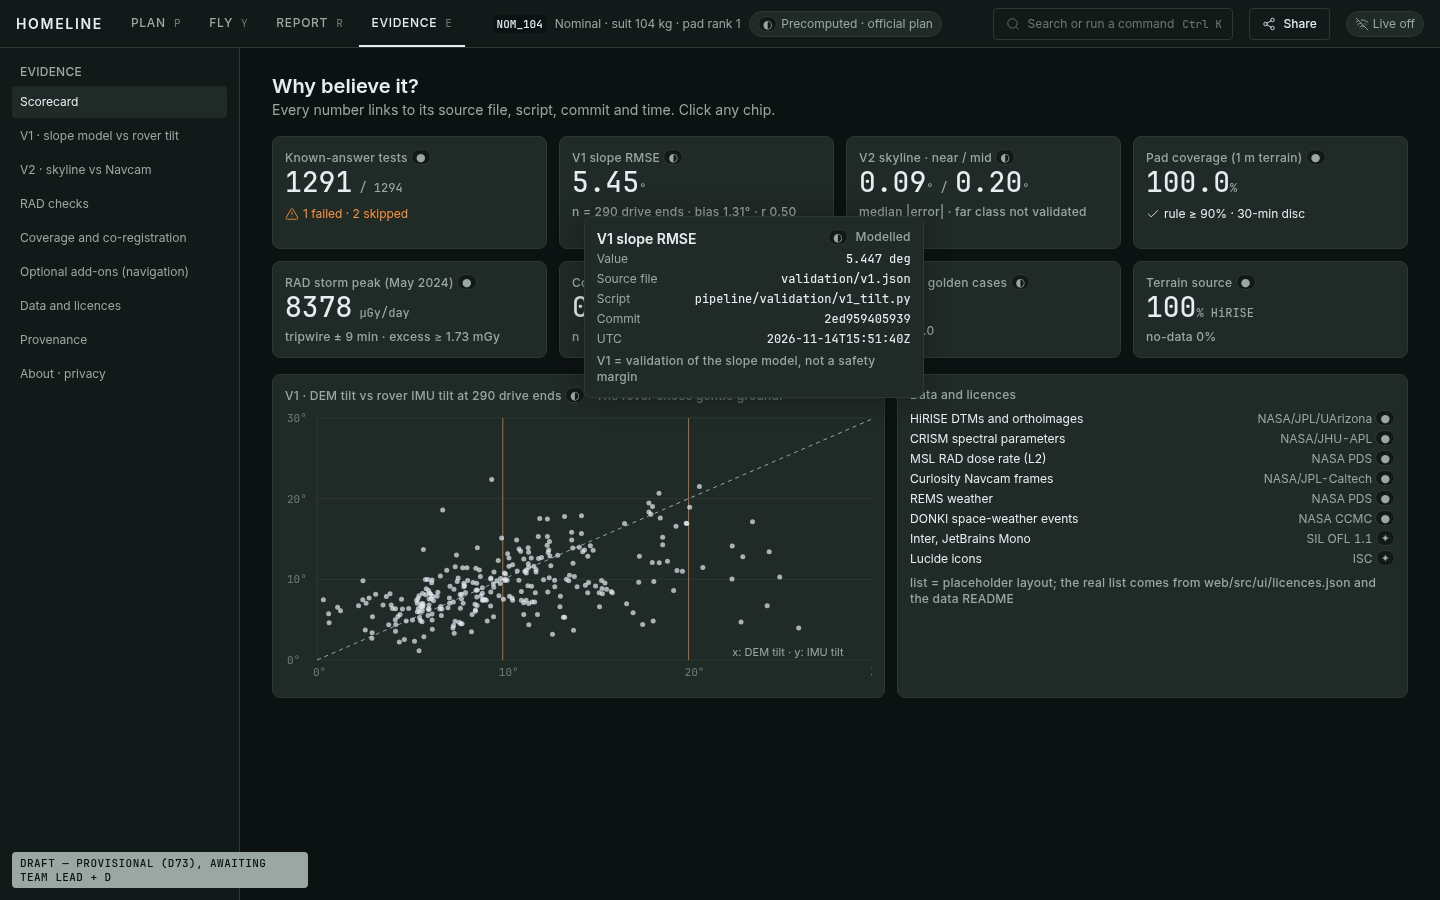 HOMELINE
PLAN P
FLY Y
REPORT R
EVIDENCE E
NOM_104 Nominal · suit 104 kg · pad rank 1
Precomputed · official plan
Search or run a command Ctrl K
Share
Live off
EVIDENCE
Scorecard
V1 · slope model vs rover tilt
V2 · skyline vs Navcam
RAD checks
Coverage and co-registration
Optional add-ons (navigation)
Data and licences
Provenance
About · privacy
Why believe it?
Every number links to its source file, script, commit and time. Click any chip.
Known-answer tests
1291 / 1294
1 failed · 2 skipped
V1 slope RMSE
5.45°
n = 290 drive ends · bias 1.31° · r 0.50
V2 skyline · near / mid
0.09° / 0.20°
median |error| · far class not validated
Pad coverage (1 m terrain)
100.0%
rule ≥ 90% · 30-min disc
RAD storm peak (May 2024)
8378 µGy/day
tripwire ± 9 min · excess ≥ 1.73 mGy
V1 slope RMSE Modelled
Value 5.447 deg
Source file validation/v1.json
Script pipeline/validation/v1_tilt.py
Commit 2ed959405939
UTC 2026-11-14T15:51:40Z
V1 = validation of the slope model, not a safety
margin
golden cases
Terrain source
100% HiRISE
no-data 0%
V1 · DEM tilt vs rover IMU tilt at 290 drive ends The rover chose gentle ground.
30°
20°
10°
0°
0° 10° 20°
x: DEM tilt · y: IMU tilt
Data and licences
HiRISE DTMs and orthoimages NASA/JPL/UArizona
CRISM spectral parameters NASA/JHU-APL
MSL RAD dose rate (L2) NASA PDS
Curiosity Navcam frames NASA/JPL-Caltech
REMS weather NASA PDS
DONKI space-weather events NASA CCMC
Inter, JetBrains Mono SIL OFL 1.1
Lucide icons ISC
list = placeholder layout; the real list comes from web/src/ui/licences.json and
the data README
DRAFT — PROVISIONAL (D73), AWAITING
TEAM LEAD + D